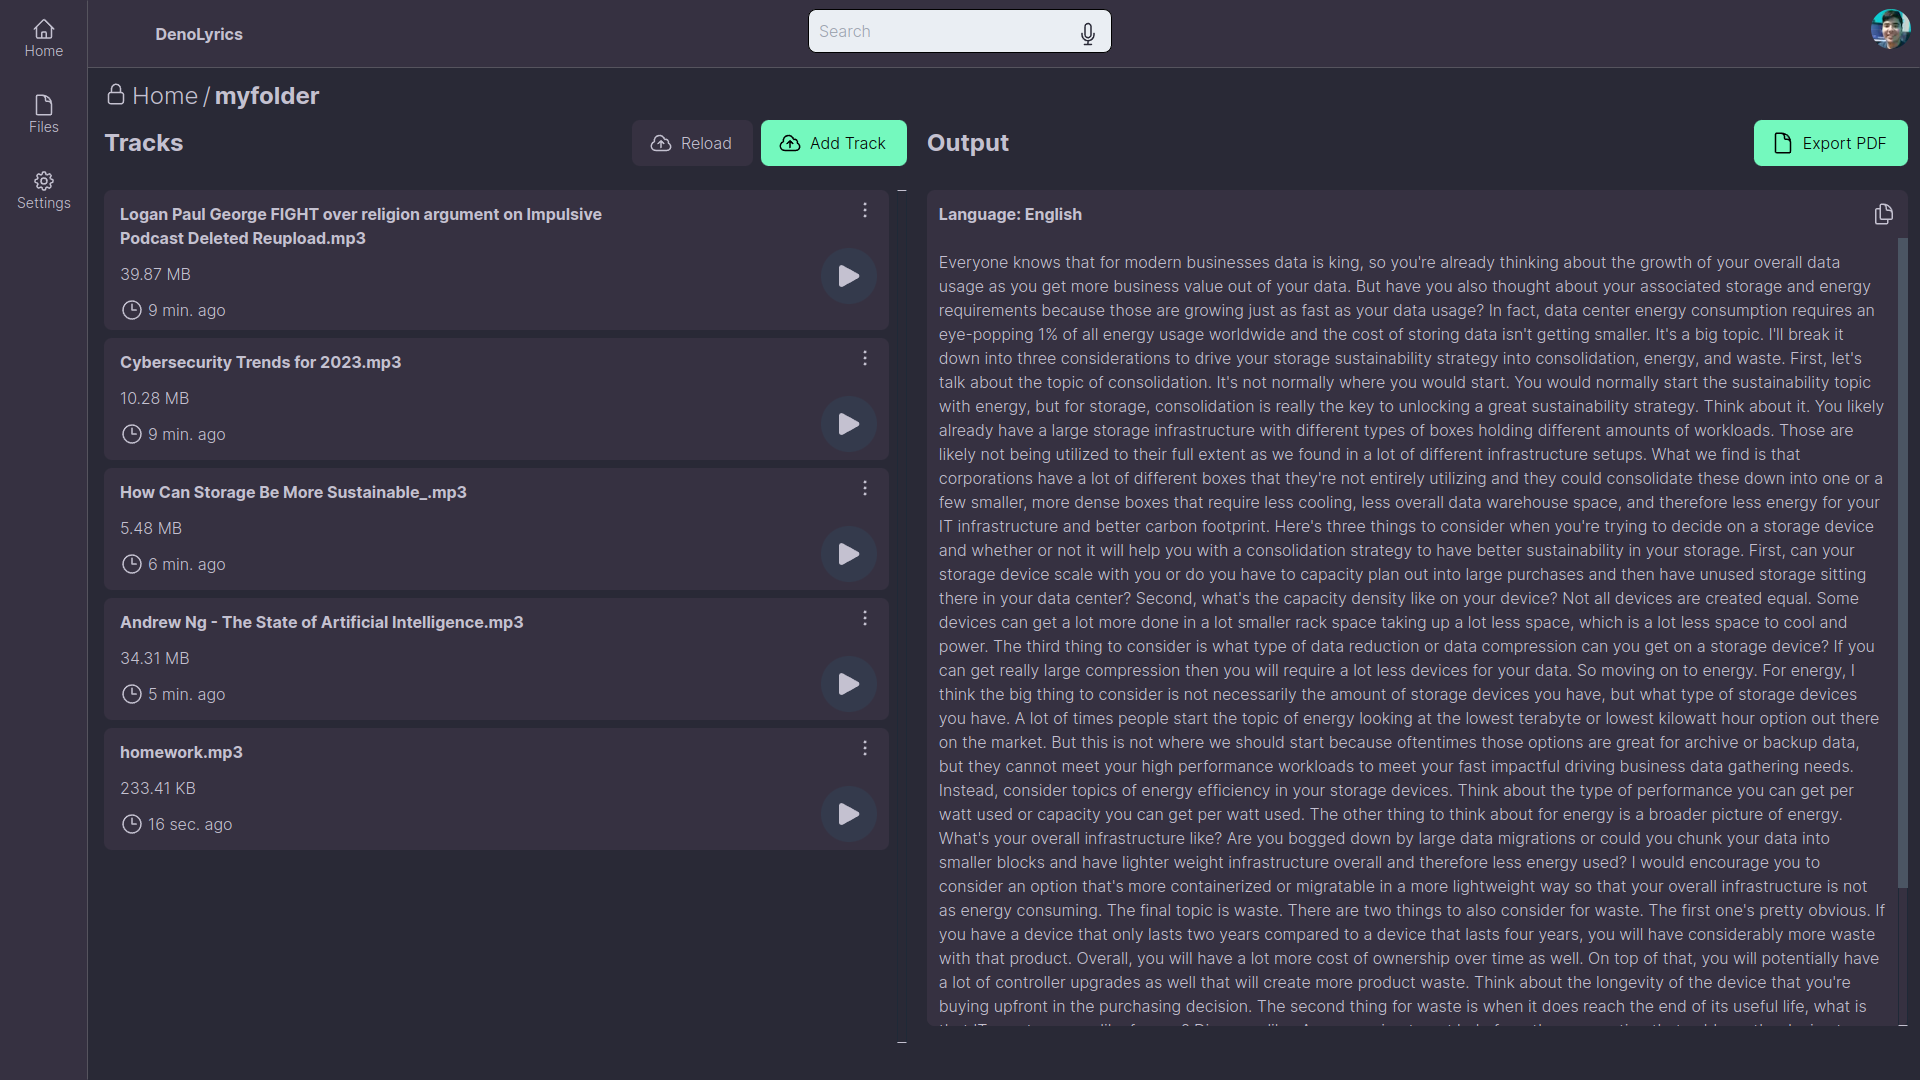 Home
Files
Settings
DenoLyrics
Search
Home / myfolder
Tracks
Reload
Add Track
Logan Paul George FIGHT over religion argument on Impulsive
Podcast Deleted Reupload.mp3
39.87 MB
9 min. ago
Cybersecurity Trends for 2023.mp3
10.28 MB
9 min. ago
How Can Storage Be More Sustainable_.mp3
5.48 MB
6 min. ago
Andrew Ng - The State of Artificial Intelligence.mp3
34.31 MB
5 min. ago
homework.mp3
233.41 KB
16 sec. ago
Output
Export PDF
Language: English
Everyone knows that for modern businesses data is king, so you're already thinking about the growth of your overall data
usage as you get more business value out of your data. But have you also thought about your associated storage and energy
requirements because those are growing just as fast as your data usage? In fact, data center energy consumption requires an
eye-popping 1% of all energy usage worldwide and the cost of storing data isn't getting smaller. It's a big topic. I'll break it
down into three considerations to drive your storage sustainability strategy into consolidation, energy, and waste. First, let's
talk about the topic of consolidation. It's not normally where you would start. You would normally start the sustainability topic
with energy, but for storage, consolidation is really the key to unlocking a great sustainability strategy. Think about it. You likely
already have a large storage infrastructure with different types of boxes holding different amounts of workloads. Those are
likely not being utilized to their full extent as we found in a lot of different infrastructure setups. What we find is that
corporations have a lot of different boxes that they're not entirely utilizing and they could consolidate these down into one or a
few smaller, more dense boxes that require less cooling, less overall data warehouse space, and therefore less energy for your
IT infrastructure and better carbon footprint. Here's three things to consider when you're trying to decide on a storage device
and whether or not it will help you with a consolidation strategy to have better sustainability in your storage. First, can your
storage device scale with you or do you have to capacity plan out into large purchases and then have unused storage sitting
there in your data center? Second, what's the capacity density like on your device? Not all devices are created equal. Some
devices can get a lot more done in a lot smaller rack space taking up a lot less space, which is a lot less space to cool and
power. The third thing to consider is what type of data reduction or data compression can you get on a storage device? If you
can get really large compression then you will require a lot less devices for your data. So moving on to energy. For energy, I
think the big thing to consider is not necessarily the amount of storage devices you have, but what type of storage devices
you have. A lot of times people start the topic of energy looking at the lowest terabyte or lowest kilowatt hour option out there
on the market. But this is not where we should start because oftentimes those options are great for archive or backup data,
but they cannot meet your high performance workloads to meet your fast impactful driving business data gathering needs.
Instead, consider topics of energy efficiency in your storage devices. Think about the type of performance you can get per
watt used or capacity you can get per watt used. The other thing to think about for energy is a broader picture of energy.
What's your overall infrastructure like? Are you bogged down by large data migrations or could you chunk your data into
smaller blocks and have lighter weight infrastructure overall and therefore less energy used? I would encourage you to
consider an option that's more containerized or migratable in a more lightweight way so that your overall infrastructure is not
as energy consuming. The final topic is waste. There are two things to also consider for waste. The first one's pretty obvious. If
you have a device that only lasts two years compared to a device that lasts four years, you will have considerably more waste
with that product. Overall, you will have a lot more cost of ownership over time as well. On top of that, you will potentially have
a lot of controller upgrades as well that will create more product waste. Think about the longevity of the device that you're
buying upfront in the purchasing decision. The second thing for waste is when it does reach the end of its useful life, what is